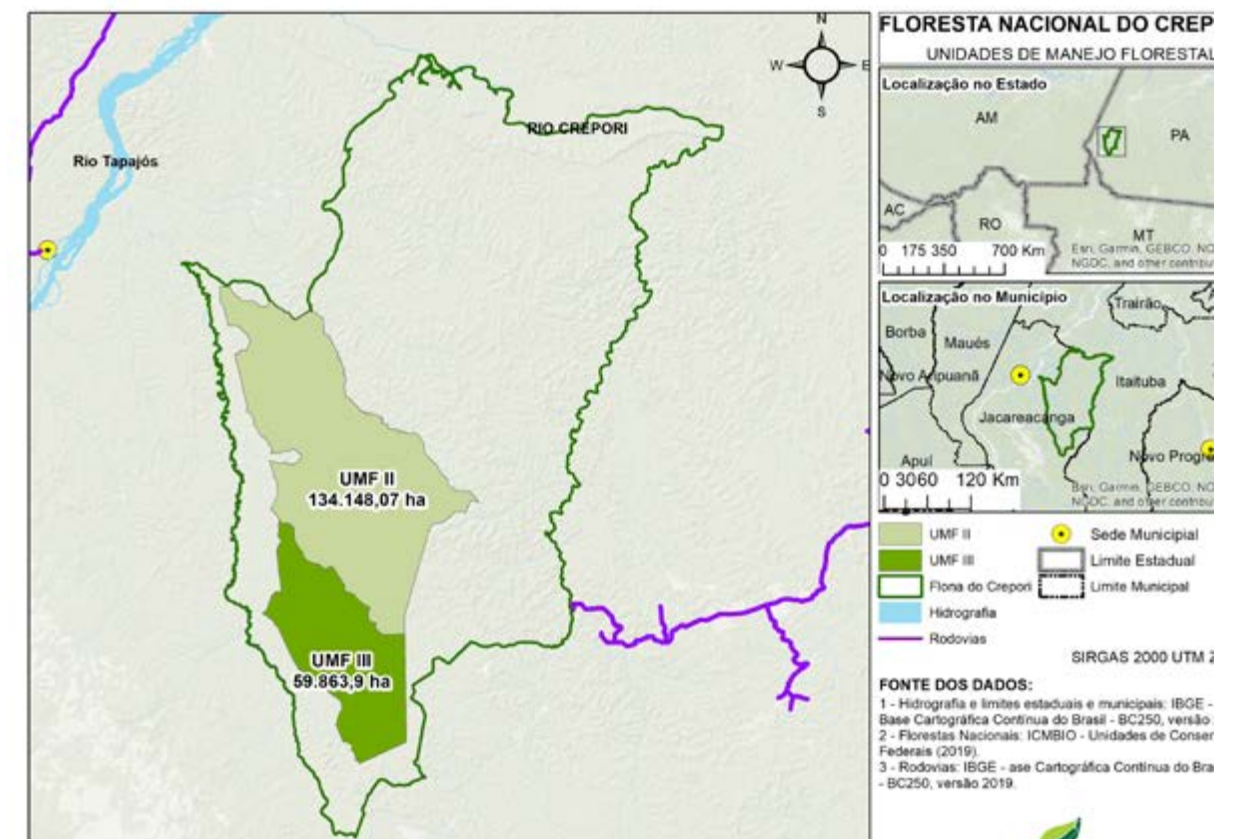 N
W
E
S
RIO CREPORI
Rio Tapajós
UMF II
134.148,07 ha
UMF III
59.863,9 ha
FLORESTA NACIONAL DO CREP
UNIDADES DE MANEJO FLORESTAL
Localização no Estado
AM
PA
AC
RO
MT
0 175 350 700 Km
Esri, Garmin, GEBCO, NO
NGDC, and other contribut
Localização no Município
Trairão
Borba
Maués
Novo Aripuanã
Itaituba
Jacareacanga
Apuí
Novo Progre
0 3060 120 Km
Esri, Garmin, GEBCO, NO
NGDC, and other contribut
UMF II
Sede Municipial
UMF III
Limite Estadual
Flona do Crepori
Limite Municipal
Hidrografia
Rodovias
SIRGAS 2000 UTM 2
FONTE DOS DADOS:
1 - Hidrografia e limites estaduais e municipais: IBGE -
Base Cartográfica Contínua do Brasil - BC250, versão
2 - Florestas Nacionais: ICMBIO - Unidades de Conser
Federais (2019).
3 - Rodovias: IBGE - ase Cartográfica Contínua do Bra
- BC250, versão 2019.